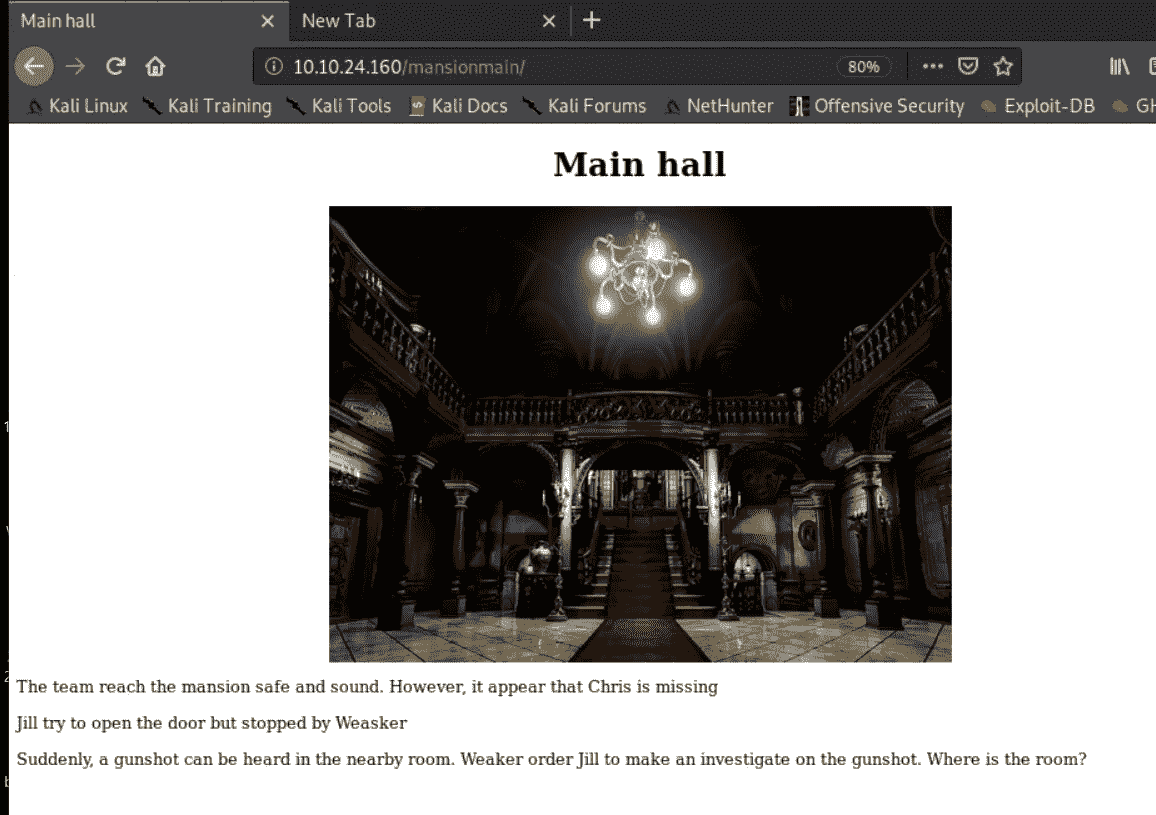 Main hall
New Tab
10.10.24.160/mansionmain/
80%
Kali Linux Kali Training Kali Tools Kali Docs Kali Forums NetHunter Offensive Security Exploit-DB
Main hall
The team reach the mansion safe and sound. However, it appear that Chris is missing
Jill try to open the door but stopped by Weasker
Suddenly, a gunshot can be heard in the nearby room. Weaker order Jill to make an investigate on the gunshot. Where is the room?